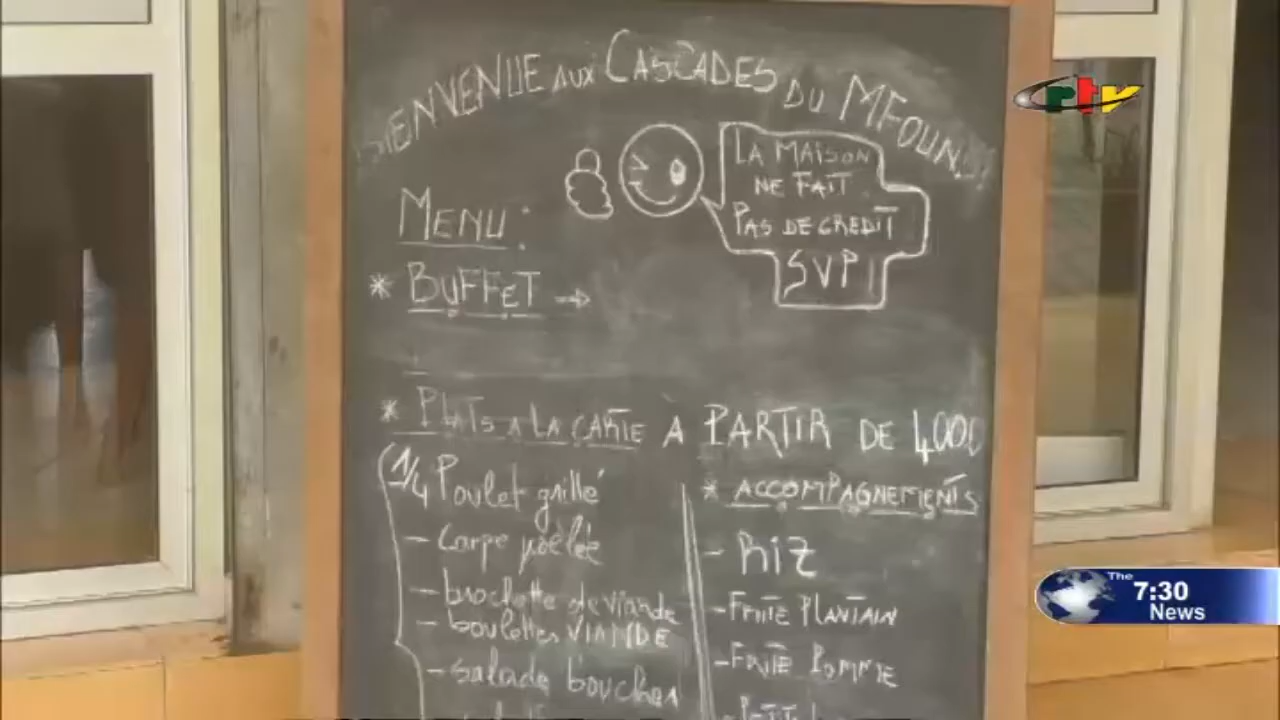 BIENVENUE AUX CASCADES DU MFOUNDI
LA MAISON
NE FAIT
PAS DE CREDIT
SVP!
MENU:
* BUFFET →
* PLATS A LA CARTE A PARTIR DE 4000
1/4 Poulet grillé
- Carpe poêlée
- brochette de viande
- boulettes VIANDE
- salade boucher
* ACCOMPAGNEMENTS
- RIZ
- FRITE PLANTAIN
- FRITE POMME
rtv
The
7:30
News